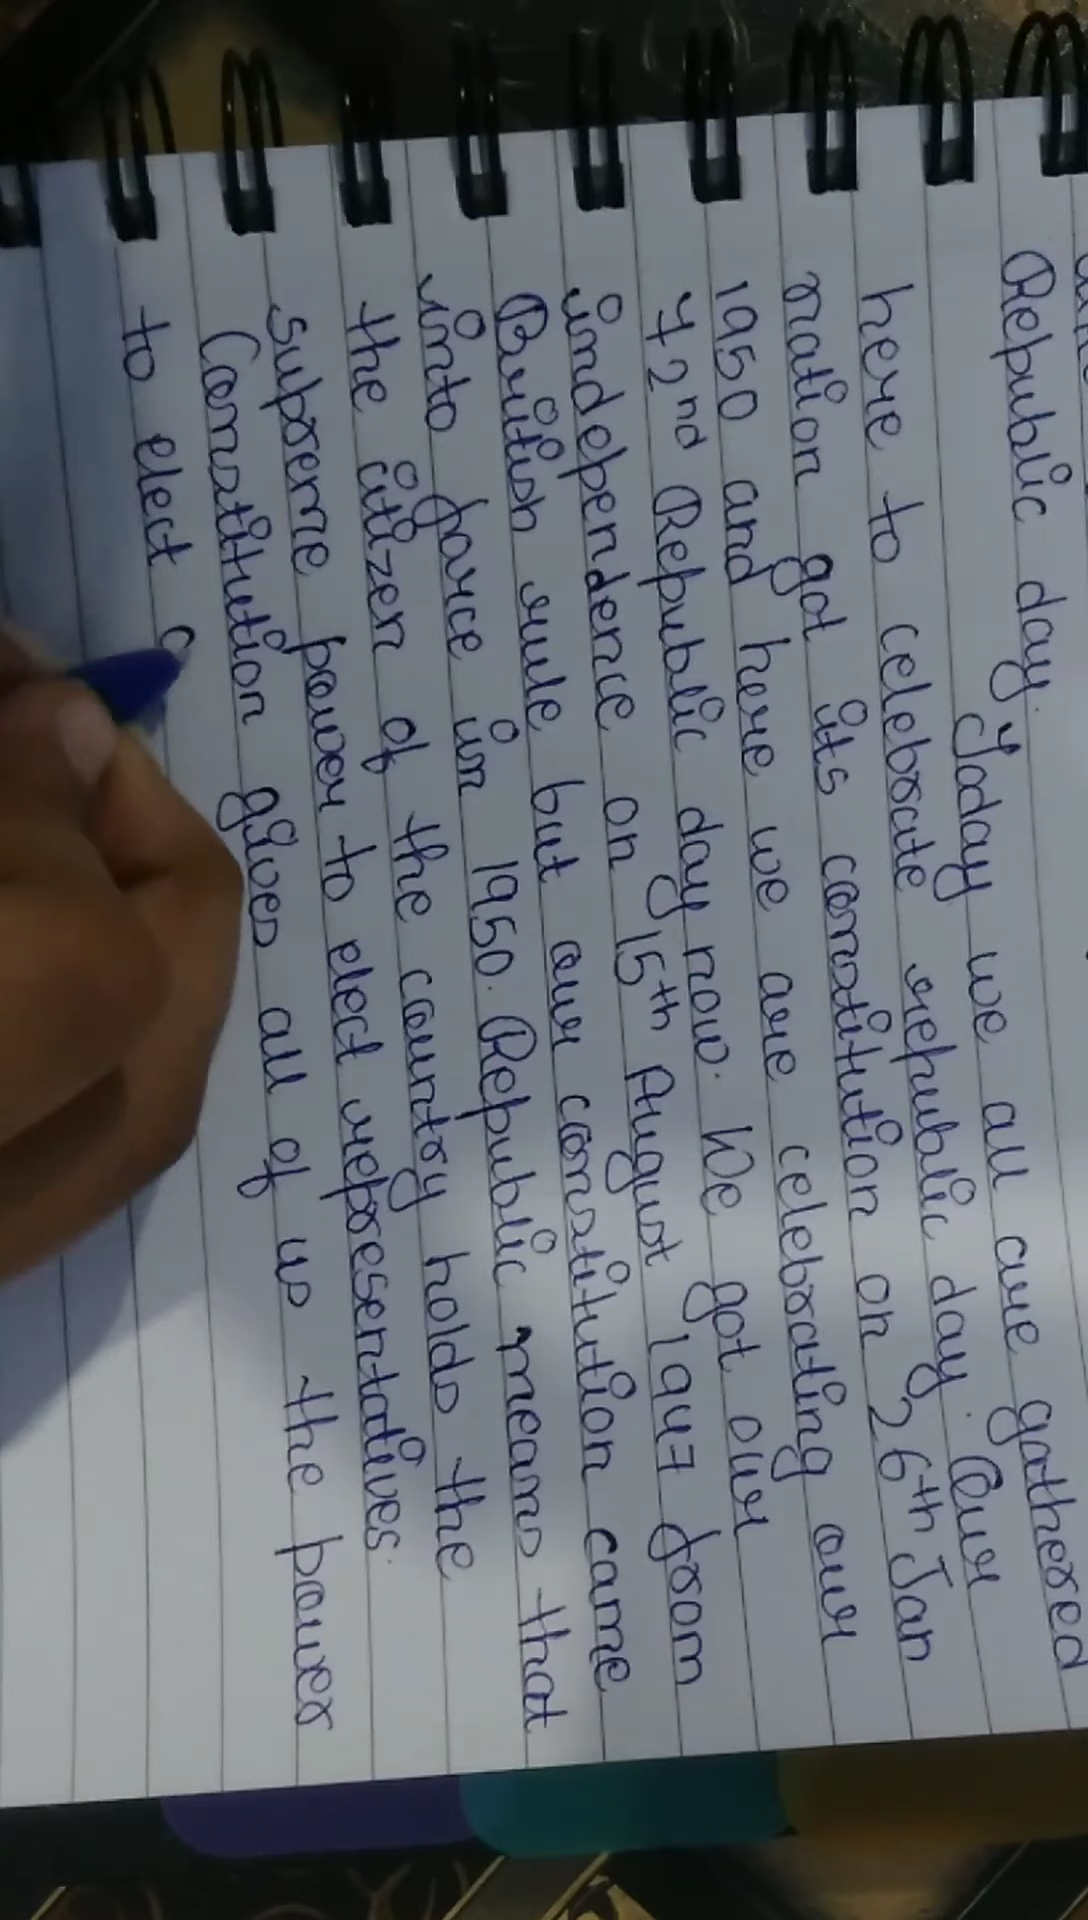 Republic day.
Today we all are gathered
here to celebrate republic day. Our
nation got its constitution on 26th Jan
1950 and here we are celebrating our
72nd Republic day now. We got our
independence on 15th August 1947 from
British rule but our constitution came
into force in 1950. Republic means that
the citizen of the country holds the
supreme power to elect representatives.
Constitution gives all of us the power
to elect